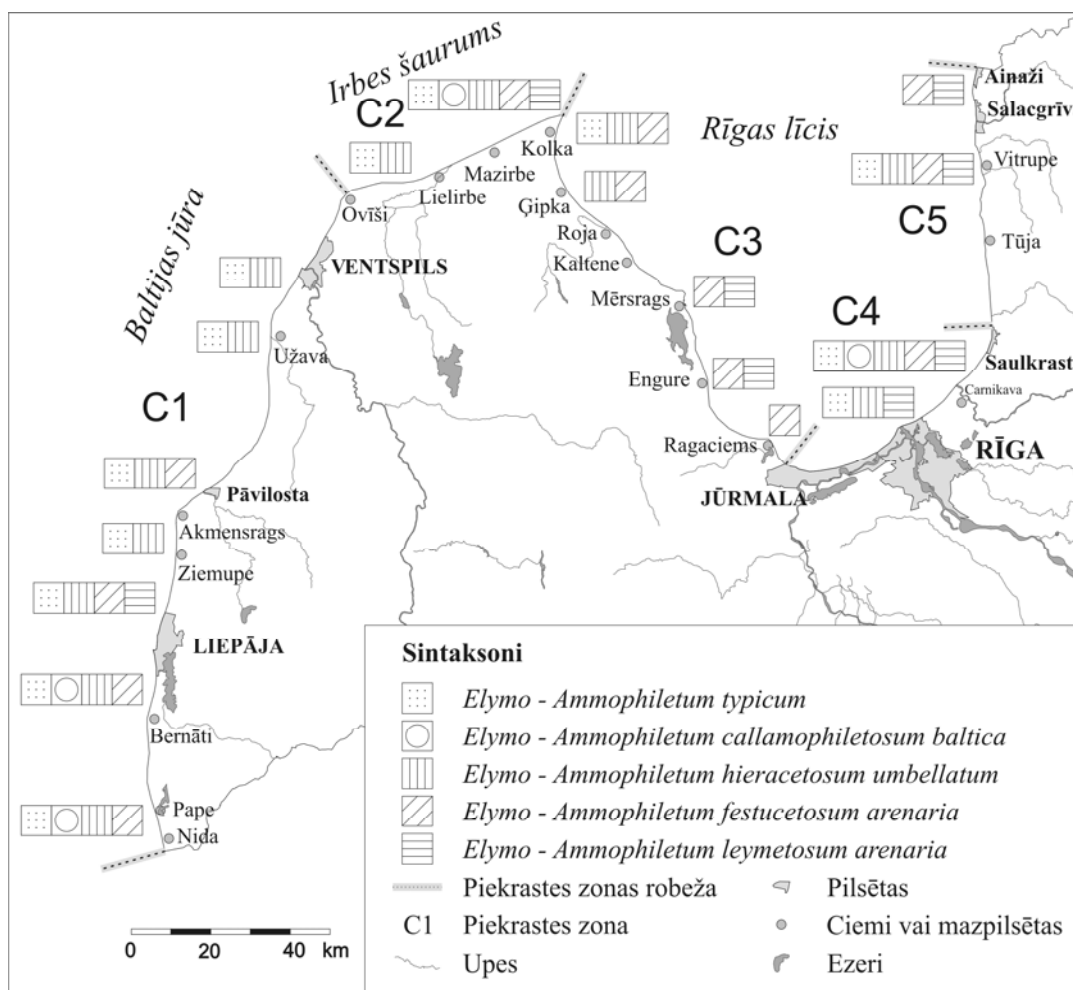 Irbes šaurums
C2
Ainaži
Salacgrīv
Rīgas līcis
Kolka
Mazirbe
Vitrupe
Lielirbe
Ovīši
Ģipka
C5
Baltijas jūra
Roja
C3
Tūja
VENTSPILS
Kaltene
Mērsrags
C4
Užava
Saulkrast
Engure
Carnikava
C1
Ragaciems
RĪGA
Pāvilosta
JŪRMALA
Akmensrags
Ziemupe
LIEPĀJA
Bernāti
Pape
Nida
0 20 40
km
Sintaksoni
Elymo - Ammophiletum typicum
Elymo - Ammophiletum callamophiletosum baltica
Elymo - Ammophiletum hieracetosum umbellatum
Elymo - Ammophiletum festucetosum arenaria
Elymo - Ammophiletum leymetosum arenaria
Piekrastes zonas robeža
Pilsētas
C1 Piekrastes zona
Ciemi vai mazpilsētas
Upes
Ezeri